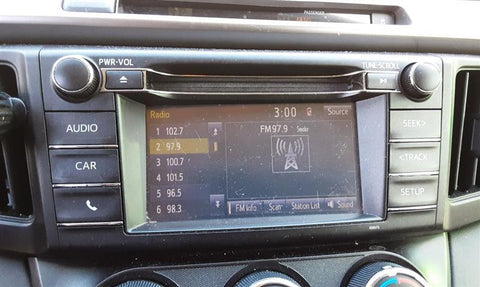 PASSENGER
PWR·VOL
TUNE·SCROLL
Radio
3:00
Source
AUDIO
CAR
1 102.7
2 97.9
3 100.7
4 101.5
5 96.5
6 98.3
FM 97.9
FM Info
Scan
Station List
Sound
SEEK>
<TRACK
SETUP